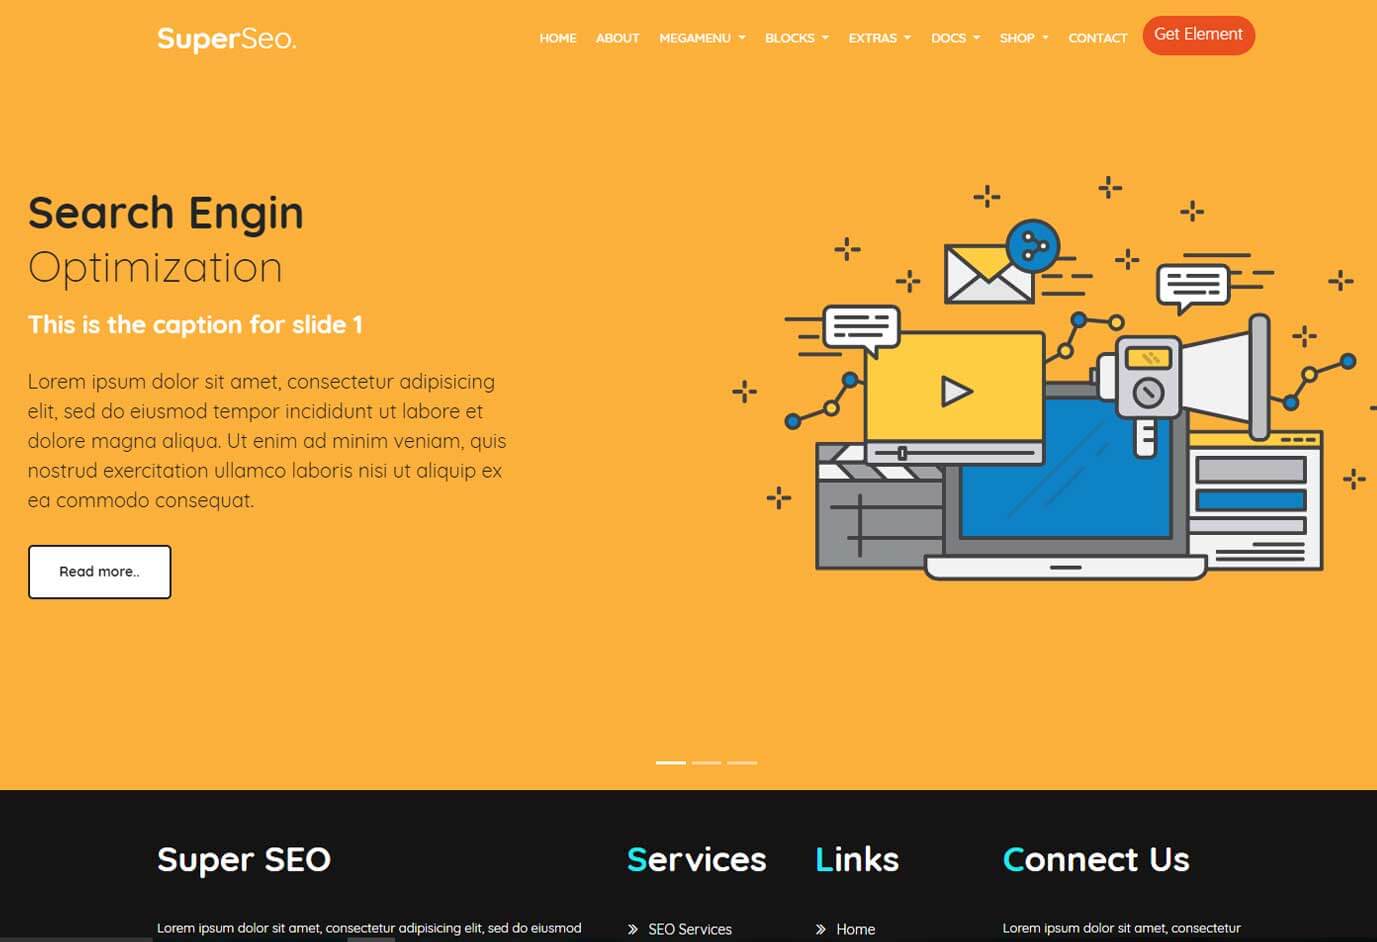 SuperSeo.
HOME ABOUT MEGAMENU BLOCKS EXTRAS DOCS SHOP CONTACT Get Element
Search Engin
Optimization
This is the caption for slide 1
Lorem ipsum dolor sit amet, consectetur adipisicing
elit, sed do eiusmod tempor incididunt ut labore et
dolore magna aliqua. Ut enim ad minim veniam, quis
nostrud exercitation ullamco laboris nisi ut aliquip ex
ea commodo consequat.
Read more..
Super SEO
Lorem ipsum dolor sit amet, consectetur adipisicing elit, sed do eiusmod
Services
SEO Services
Links
Home
Connect Us
Lorem ipsum dolor sit amet, consectetur